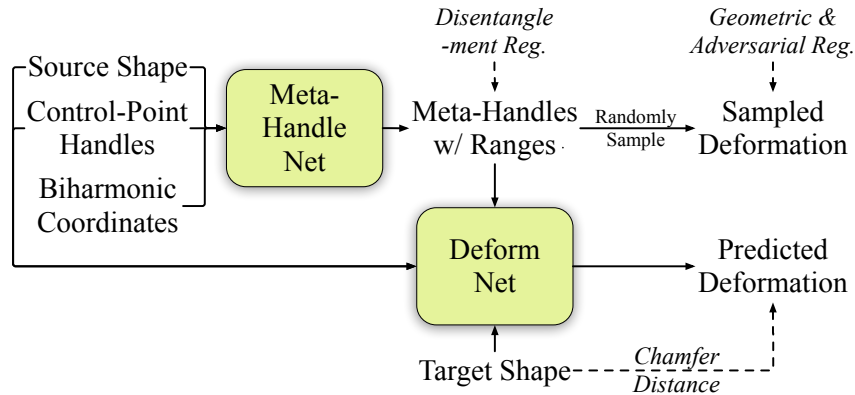 Disentangle
-ment Reg.
Geometric &
Adversarial Reg.
Source Shape
Control-Point
Handles
Biharmonic
Coordinates
Meta-
Handle
Net
Meta-Handles
w/ Ranges
Randomly
Sample
Sampled
Deformation
Deform
Net
Predicted
Deformation
Target Shape
Chamfer
Distance